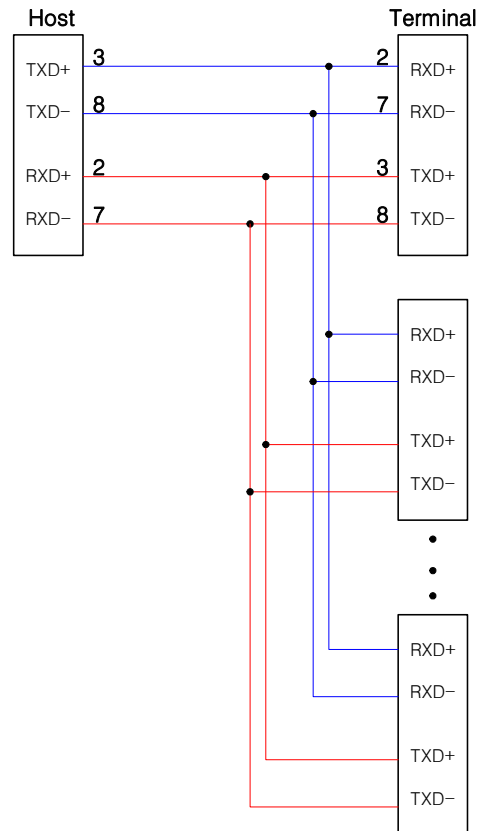 Host Terminal
TXD+ 3 2 RXD+
TXD− 8 7 RXD−
RXD+ 2 3 TXD+
RXD− 7 8 TXD−
RXD+
RXD−
TXD+
TXD−
RXD+
RXD−
TXD+
TXD−